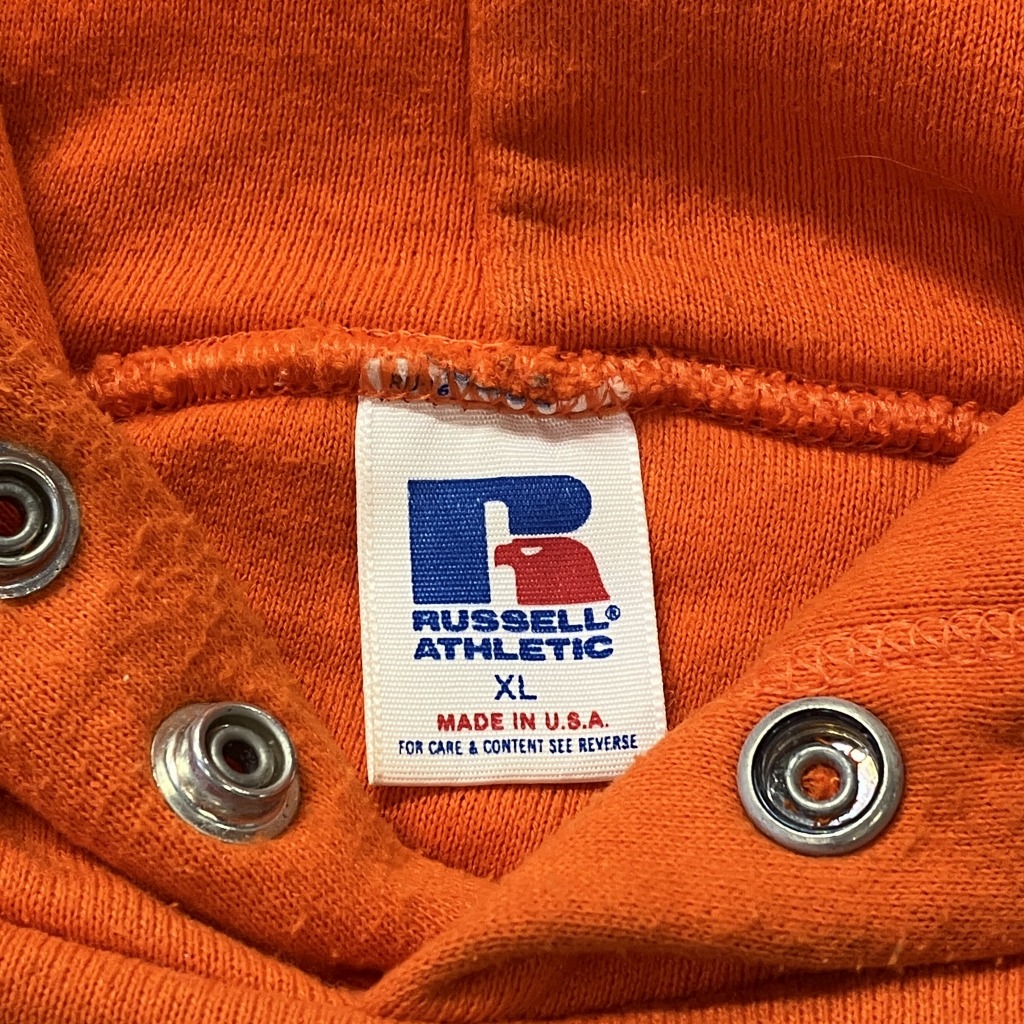 RUSSELL®
ATHLETIC
XL
MADE IN U.S.A.
FOR CARE & CONTENT SEE REVERSE